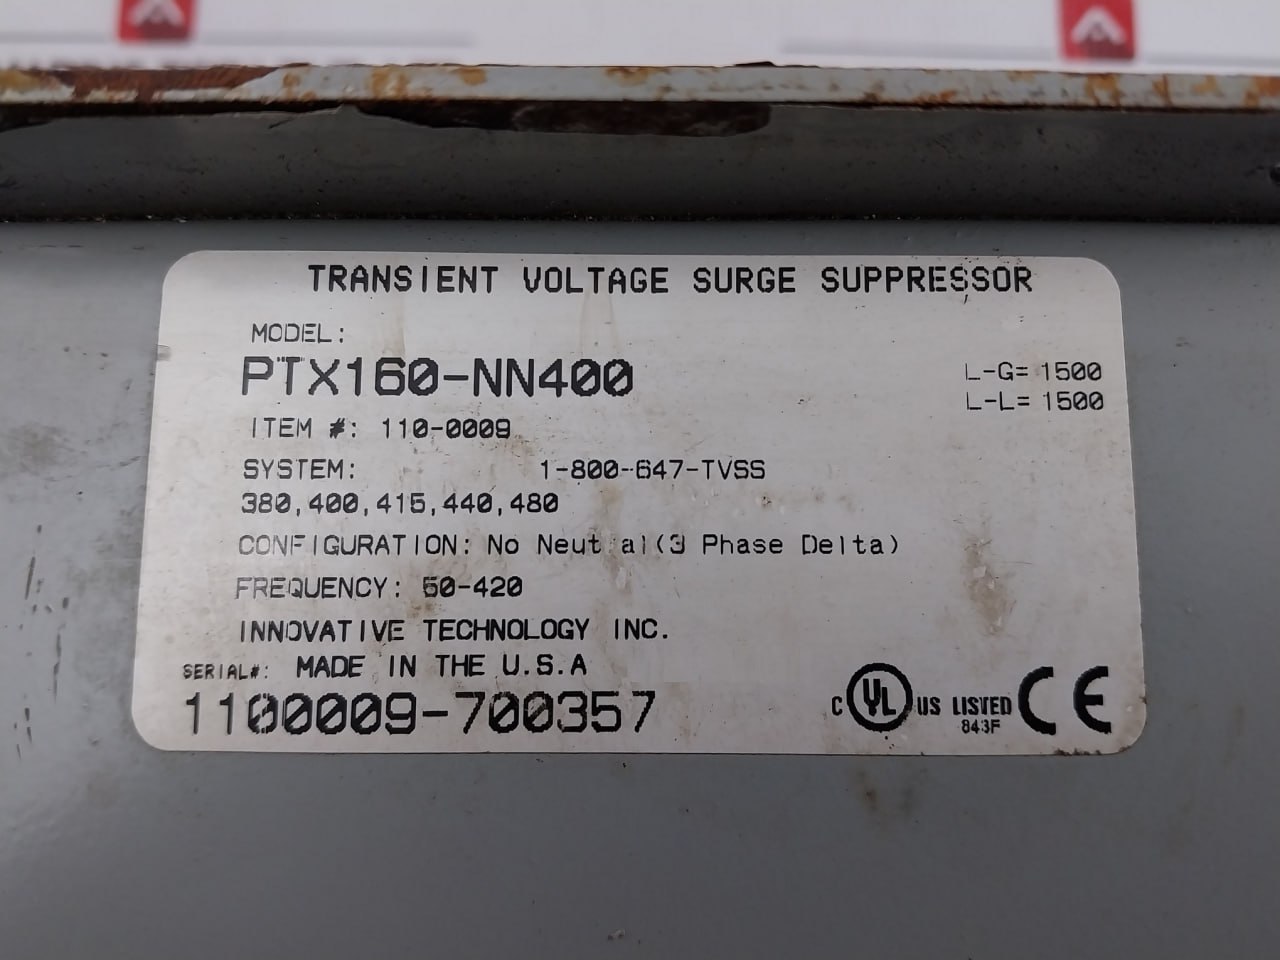 TRANSIENT VOLTAGE SURGE SUPPRESSOR
MODEL:
PTX160-NN400
L-G= 1500
L-L= 1500
ITEM #: 110-0009
SYSTEM: 1-800-647-TVSS
380,400,415,440,480
CONFIGURATION: No Neutral(3 Phase Delta)
FREQUENCY: 50-420
INNOVATIVE TECHNOLOGY INC.
SERIAL#: MADE IN THE U.S.A
1100009-700357
C UL US LISTED CE
843F